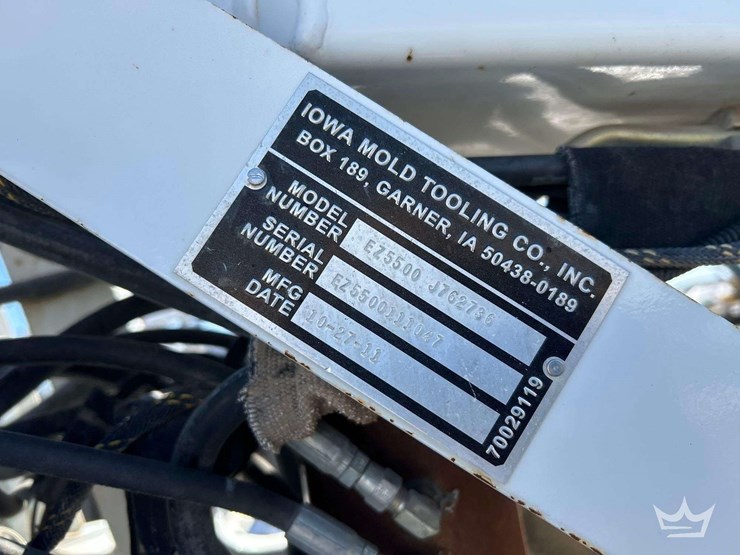 IOWA MOLD TOOLING CO., INC.
BOX 189, GARNER, IA 50438-0189
MODEL NUMBER EZ5500 J762736
SERIAL NUMBER EZ5500111047
MFG DATE 10-27-11
70029119